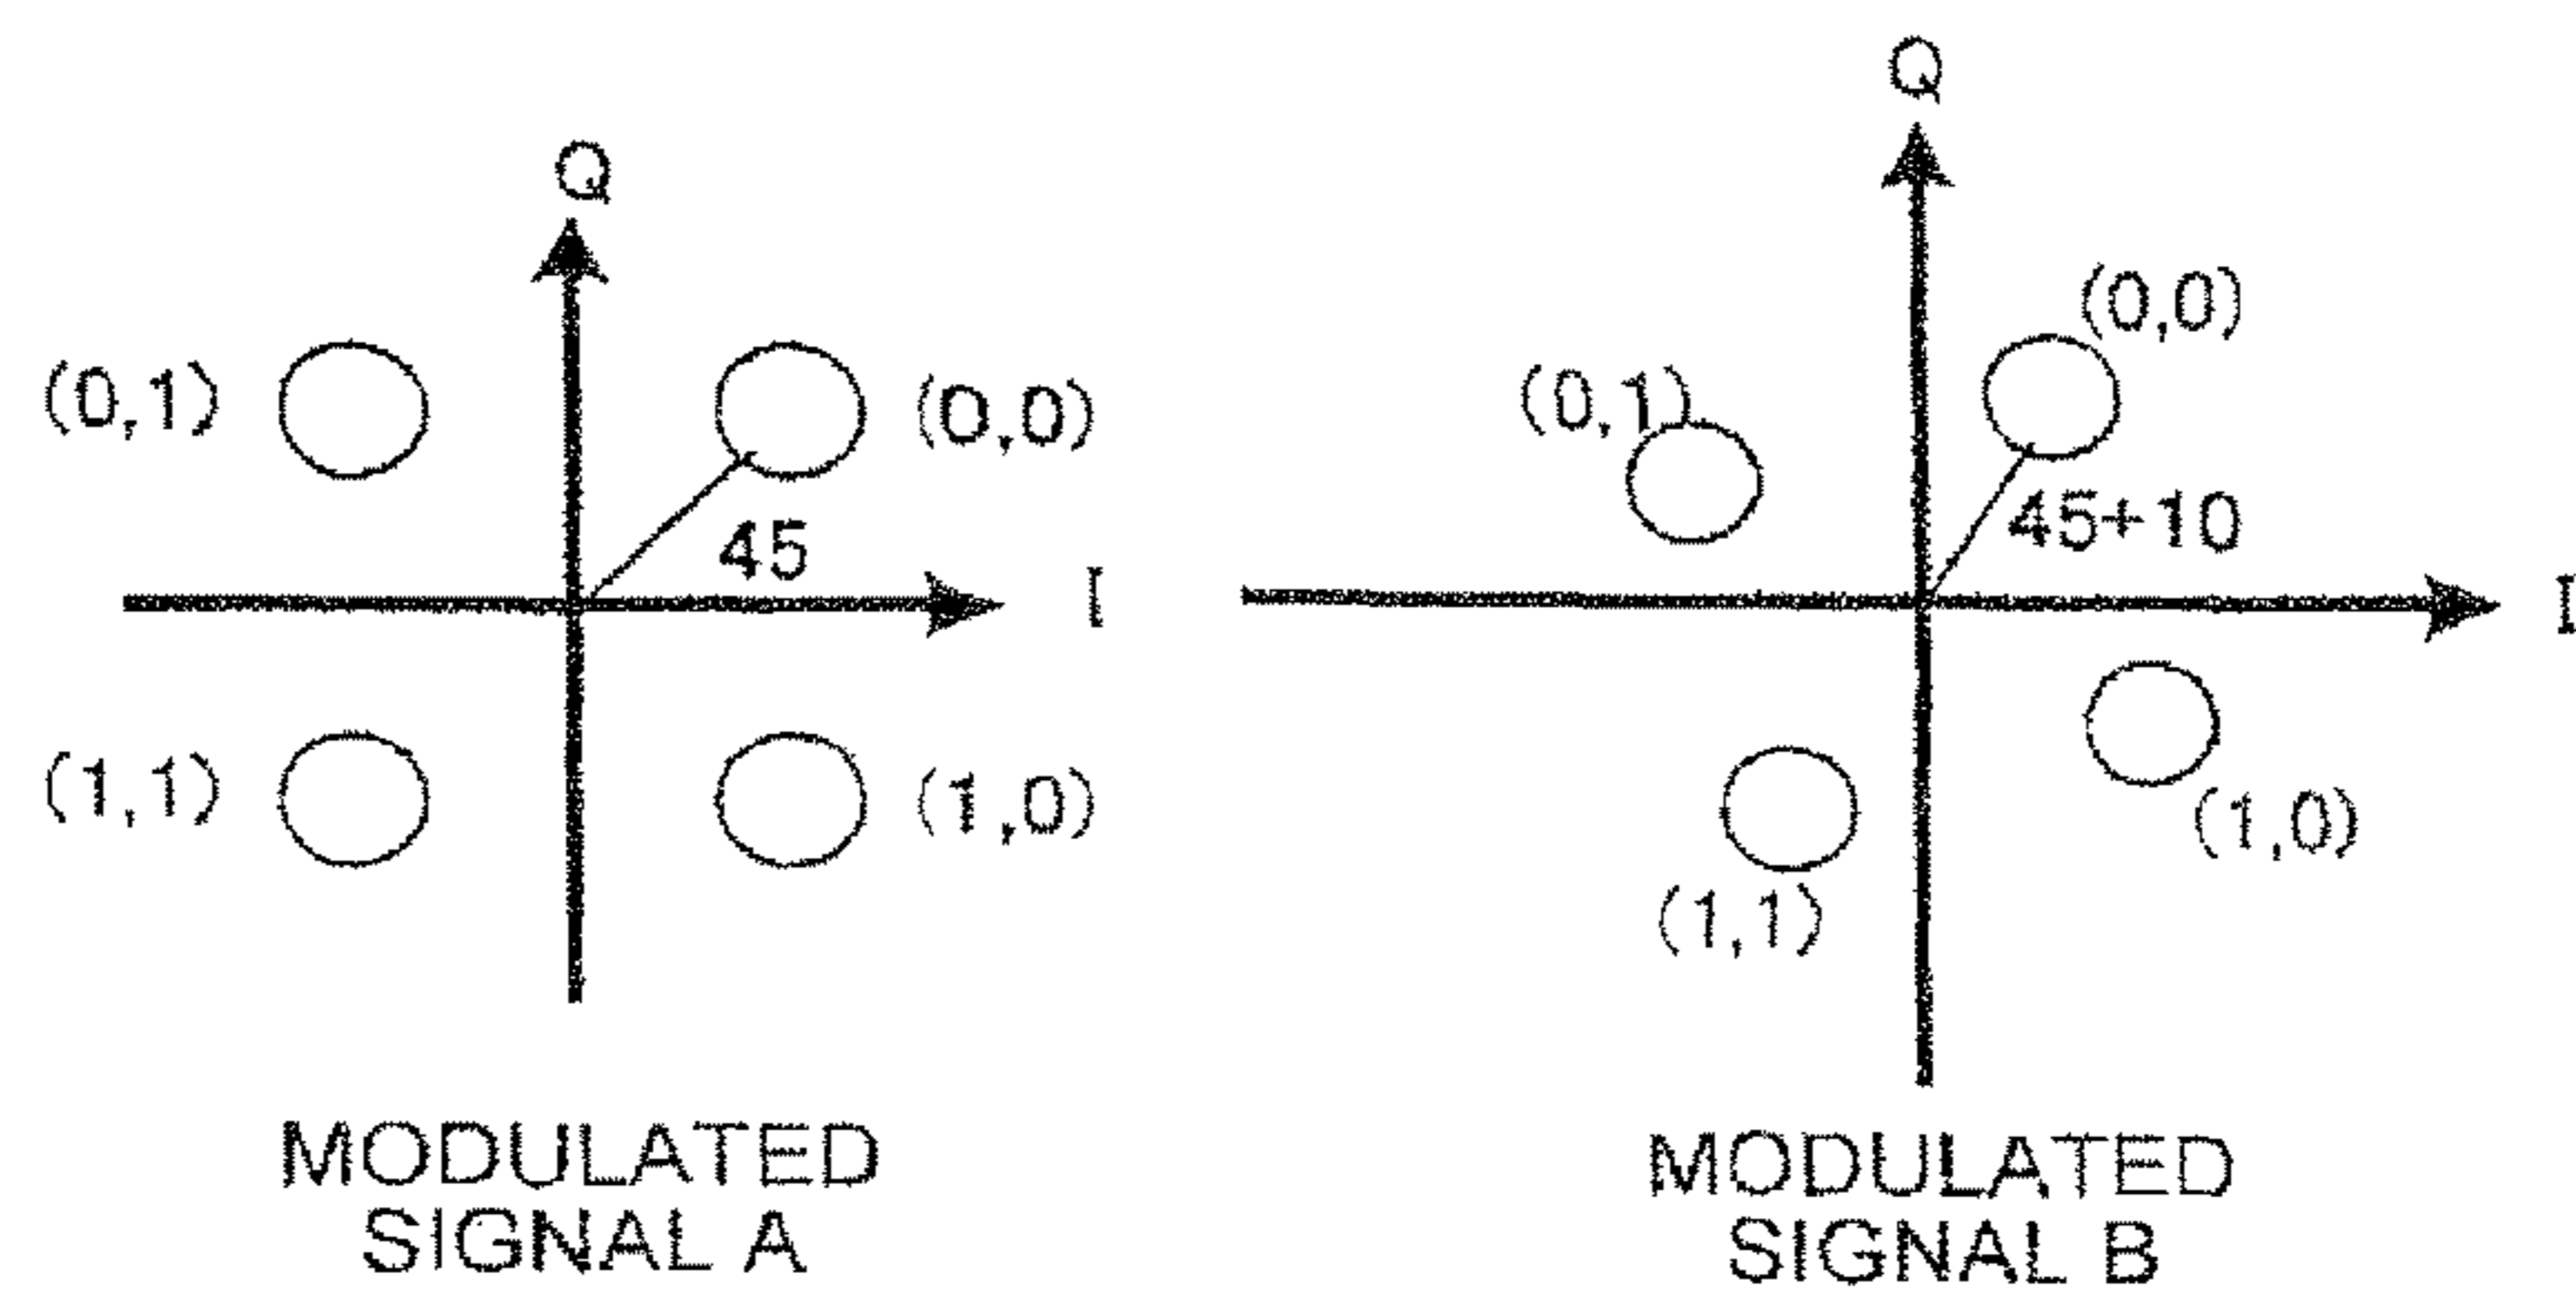 Q
(0,1)
(0,0)
45
I
(1,1)
(1,0)
MODULATED
SIGNAL A
Q
(0,0)
(0,1)
45+10
I
(1,0)
(1,1)
MODULATED
SIGNAL B